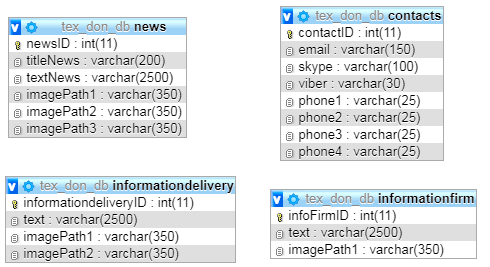 tex_don_db news
newsID : int(11)
titleNews : varchar(200)
textNews : varchar(2500)
imagePath1 : varchar(350)
imagePath2 : varchar(350)
imagePath3 : varchar(350)
tex_don_db contacts
contactID : int(11)
email : varchar(150)
skype : varchar(100)
viber : varchar(30)
phone1 : varchar(25)
phone2 : varchar(25)
phone3 : varchar(25)
phone4 : varchar(25)
tex_don_db informationdelivery
informationdeliveryID : int(11)
text : varchar(2500)
imagePath1 : varchar(350)
imagePath2 : varchar(350)
tex_don_db informationfirm
infoFirmID : int(11)
text : varchar(2500)
imagePath1 : varchar(350)